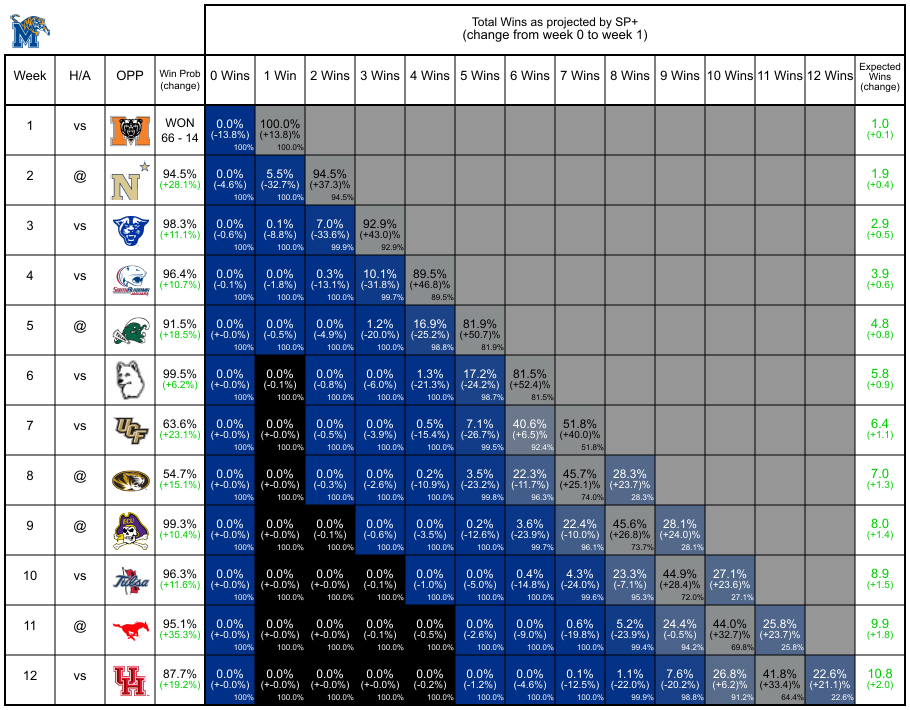 Total Wins as projected by SP+
(change from week 0 to week 1)
Week H/A OPP Win Prob (change) 0 Wins 1 Win 2 Wins 3 Wins 4 Wins 5 Wins 6 Wins 7 Wins 8 Wins 9 Wins 10 Wins 11 Wins 12 Wins Expected Wins (change)
1 vs WON 0.0% 100.0% 1.0
66 - 14 (-13.8%) (+13.8)% (+0.1)
100% 100.0%
2 @ N 94.5% 0.0% 5.5% 94.5% 1.9
(+28.1%) (-4.6%) (-32.7%) (+37.3)% (+0.4)
100% 100.0% 94.5%
3 vs 98.3% 0.0% 0.1% 7.0% 92.9% 2.9
(+11.1%) (-0.6%) (-8.8%) (-33.6%) (+43.0)% (+0.5)
100% 100.0% 99.9% 92.9%
4 vs 96.4% 0.0% 0.0% 0.3% 10.1% 89.5% 3.9
(+10.7%) (-0.1%) (-1.8%) (-13.1%) (-31.8%) (+46.8)% (+0.6)
100% 100.0% 100.0% 99.7% 89.5%
5 @ 91.5% 0.0% 0.0% 0.0% 1.2% 16.9% 81.9% 4.8
(+18.5%) (+-0.0%) (-0.5%) (-4.9%) (-20.0%) (-25.2%) (+50.7)% (+0.8)
100% 100.0% 100.0% 100.0% 98.8% 81.9%
6 vs 99.5% 0.0% 0.0% 0.0% 0.0% 1.3% 17.2% 81.5% 5.8
(+6.2%) (+-0.0%) (-0.1%) (-0.8%) (-6.0%) (-21.3%) (-24.2%) (+52.4)% (+0.9)
100% 100.0% 100.0% 100.0% 100.0% 98.7% 81.5%
7 vs UCF 63.6% 0.0% 0.0% 0.0% 0.0% 0.5% 7.1% 40.6% 51.8% 6.4
(+23.1%) (+-0.0%) (+-0.0%) (-0.5%) (-3.9%) (-15.4%) (-26.7%) (+6.5)% (+40.0)% (+1.1)
100% 100.0% 100.0% 100.0% 100.0% 99.5% 92.4% 51.8%
8 @ 54.7% 0.0% 0.0% 0.0% 0.0% 0.2% 3.5% 22.3% 45.7% 28.3% 7.0
(+15.1%) (+-0.0%) (+-0.0%) (-0.3%) (-2.6%) (-10.9%) (-23.2%) (-11.7%) (+25.1)% (+23.7)% (+1.3)
100% 100.0% 100.0% 100.0% 100.0% 99.8% 96.3% 74.0% 28.3%
9 @ 99.3% 0.0% 0.0% 0.0% 0.0% 0.0% 0.2% 3.6% 22.4% 45.6% 28.1% 8.0
(+10.4%) (+-0.0%) (+-0.0%) (-0.1%) (-0.6%) (-3.5%) (-12.6%) (-23.9%) (-10.0%) (+26.8)% (+24.0)% (+1.4)
100% 100.0% 100.0% 100.0% 100.0% 100.0% 99.7% 96.1% 73.7% 28.1%
10 vs Tulsa 96.3% 0.0% 0.0% 0.0% 0.0% 0.0% 0.0% 0.4% 4.3% 23.3% 44.9% 27.1% 8.9
(+11.6%) (+-0.0%) (+-0.0%) (+-0.0%) (-0.1%) (-1.0%) (-5.0%) (-14.8%) (-24.0%) (-7.1%) (+28.4)% (+23.6)% (+1.5)
100% 100.0% 100.0% 100.0% 100.0% 100.0% 100.0% 99.6% 95.3% 72.0% 27.1%
11 @ 95.1% 0.0% 0.0% 0.0% 0.0% 0.0% 0.0% 0.0% 0.6% 5.2% 24.4% 44.0% 25.8% 9.9
(+35.3%) (+-0.0%) (+-0.0%) (+-0.0%) (-0.1%) (-0.5%) (-2.6%) (-9.0%) (-19.8%) (-23.9%) (-0.5%) (+32.7)% (+23.7)% (+1.8)
100% 100.0% 100.0% 100.0% 100.0% 100.0% 100.0% 100.0% 99.4% 94.2% 69.8% 25.8%
12 vs 87.7% 0.0% 0.0% 0.0% 0.0% 0.0% 0.0% 0.0% 0.1% 1.1% 7.6% 26.8% 41.8% 22.6% 10.8
(+19.2%) (+-0.0%) (+-0.0%) (+-0.0%) (+-0.0%) (-0.2%) (-1.2%) (-4.6%) (-12.5%) (-22.0%) (-20.2%) (+6.2)% (+33.4)% (+21.1)% (+2.0)
100% 100.0% 100.0% 100.0% 100.0% 100.0% 100.0% 100.0% 99.9% 98.8% 91.2% 64.4% 22.6%